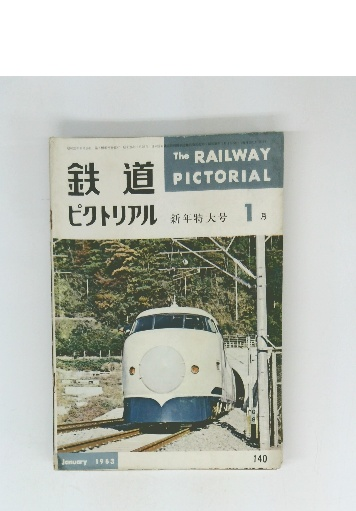 The RAILWAY
PICTORIAL
鉄道
ピクトリアル
新年特大号 1月
January 1963
140